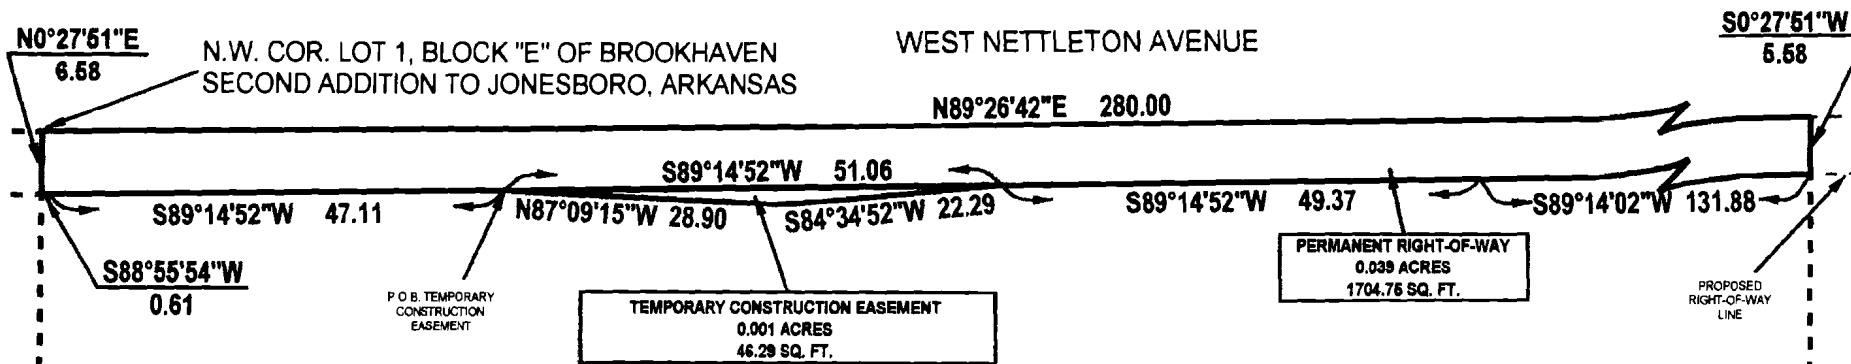 N0°27'51"E
6.58
N.W. COR. LOT 1, BLOCK "E" OF BROOKHAVEN
SECOND ADDITION TO JONESBORO, ARKANSAS
WEST NETTLETON AVENUE
S0°27'51"W
5.58
N89°26'42"E 280.00
S89°14'52"W 51.06
S89°14'52"W 47.11
N87°09'15"W 28.90
S84°34'52"W 22.29
S89°14'52"W 49.37
S89°14'02"W 131.88
S88°55'54"W
0.61
P.O.B. TEMPORARY
CONSTRUCTION
EASEMENT
TEMPORARY CONSTRUCTION EASEMENT
0.001 ACRES
46.29 SQ. FT.
PERMANENT RIGHT-OF-WAY
0.039 ACRES
1704.76 SQ. FT.
PROPOSED
RIGHT-OF-WAY
LINE